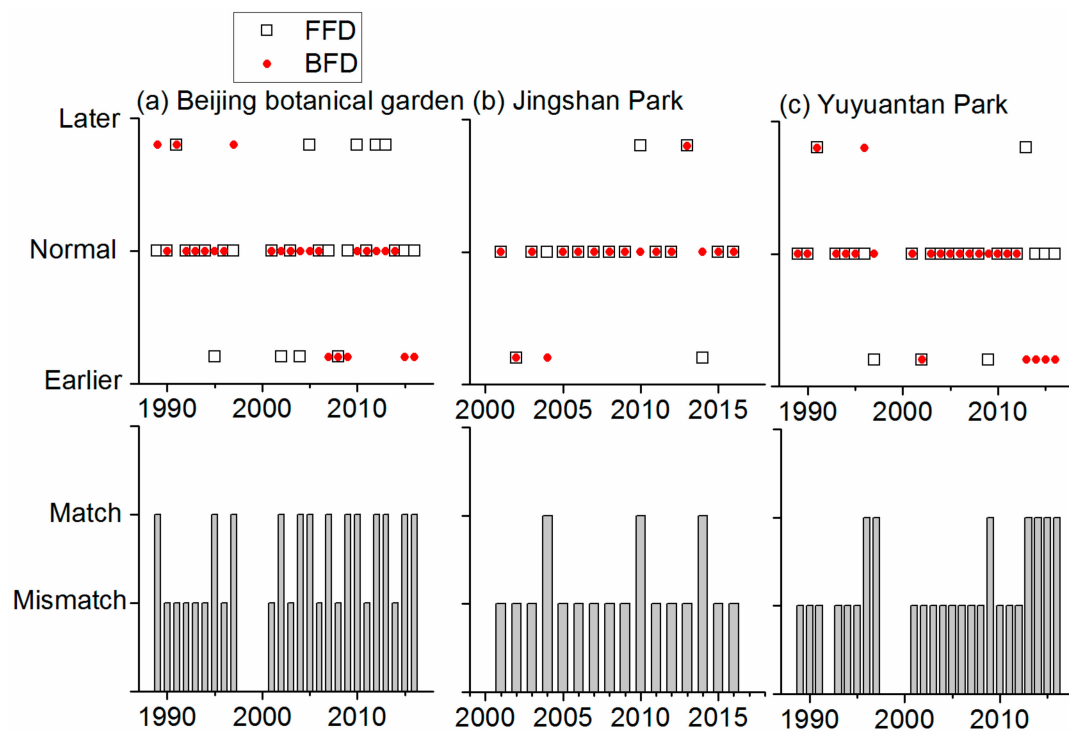 FFD
BFD
(a) Beijing botanical garden (b) Jingshan Park (c) Yuyuantan Park
Later
Normal
Earlier
1990 2000 2010 2000 2005 2010 2015 1990 2000 2010
Match
Mismatch
1990 2000 2010 2000 2005 2010 2015 1990 2000 2010